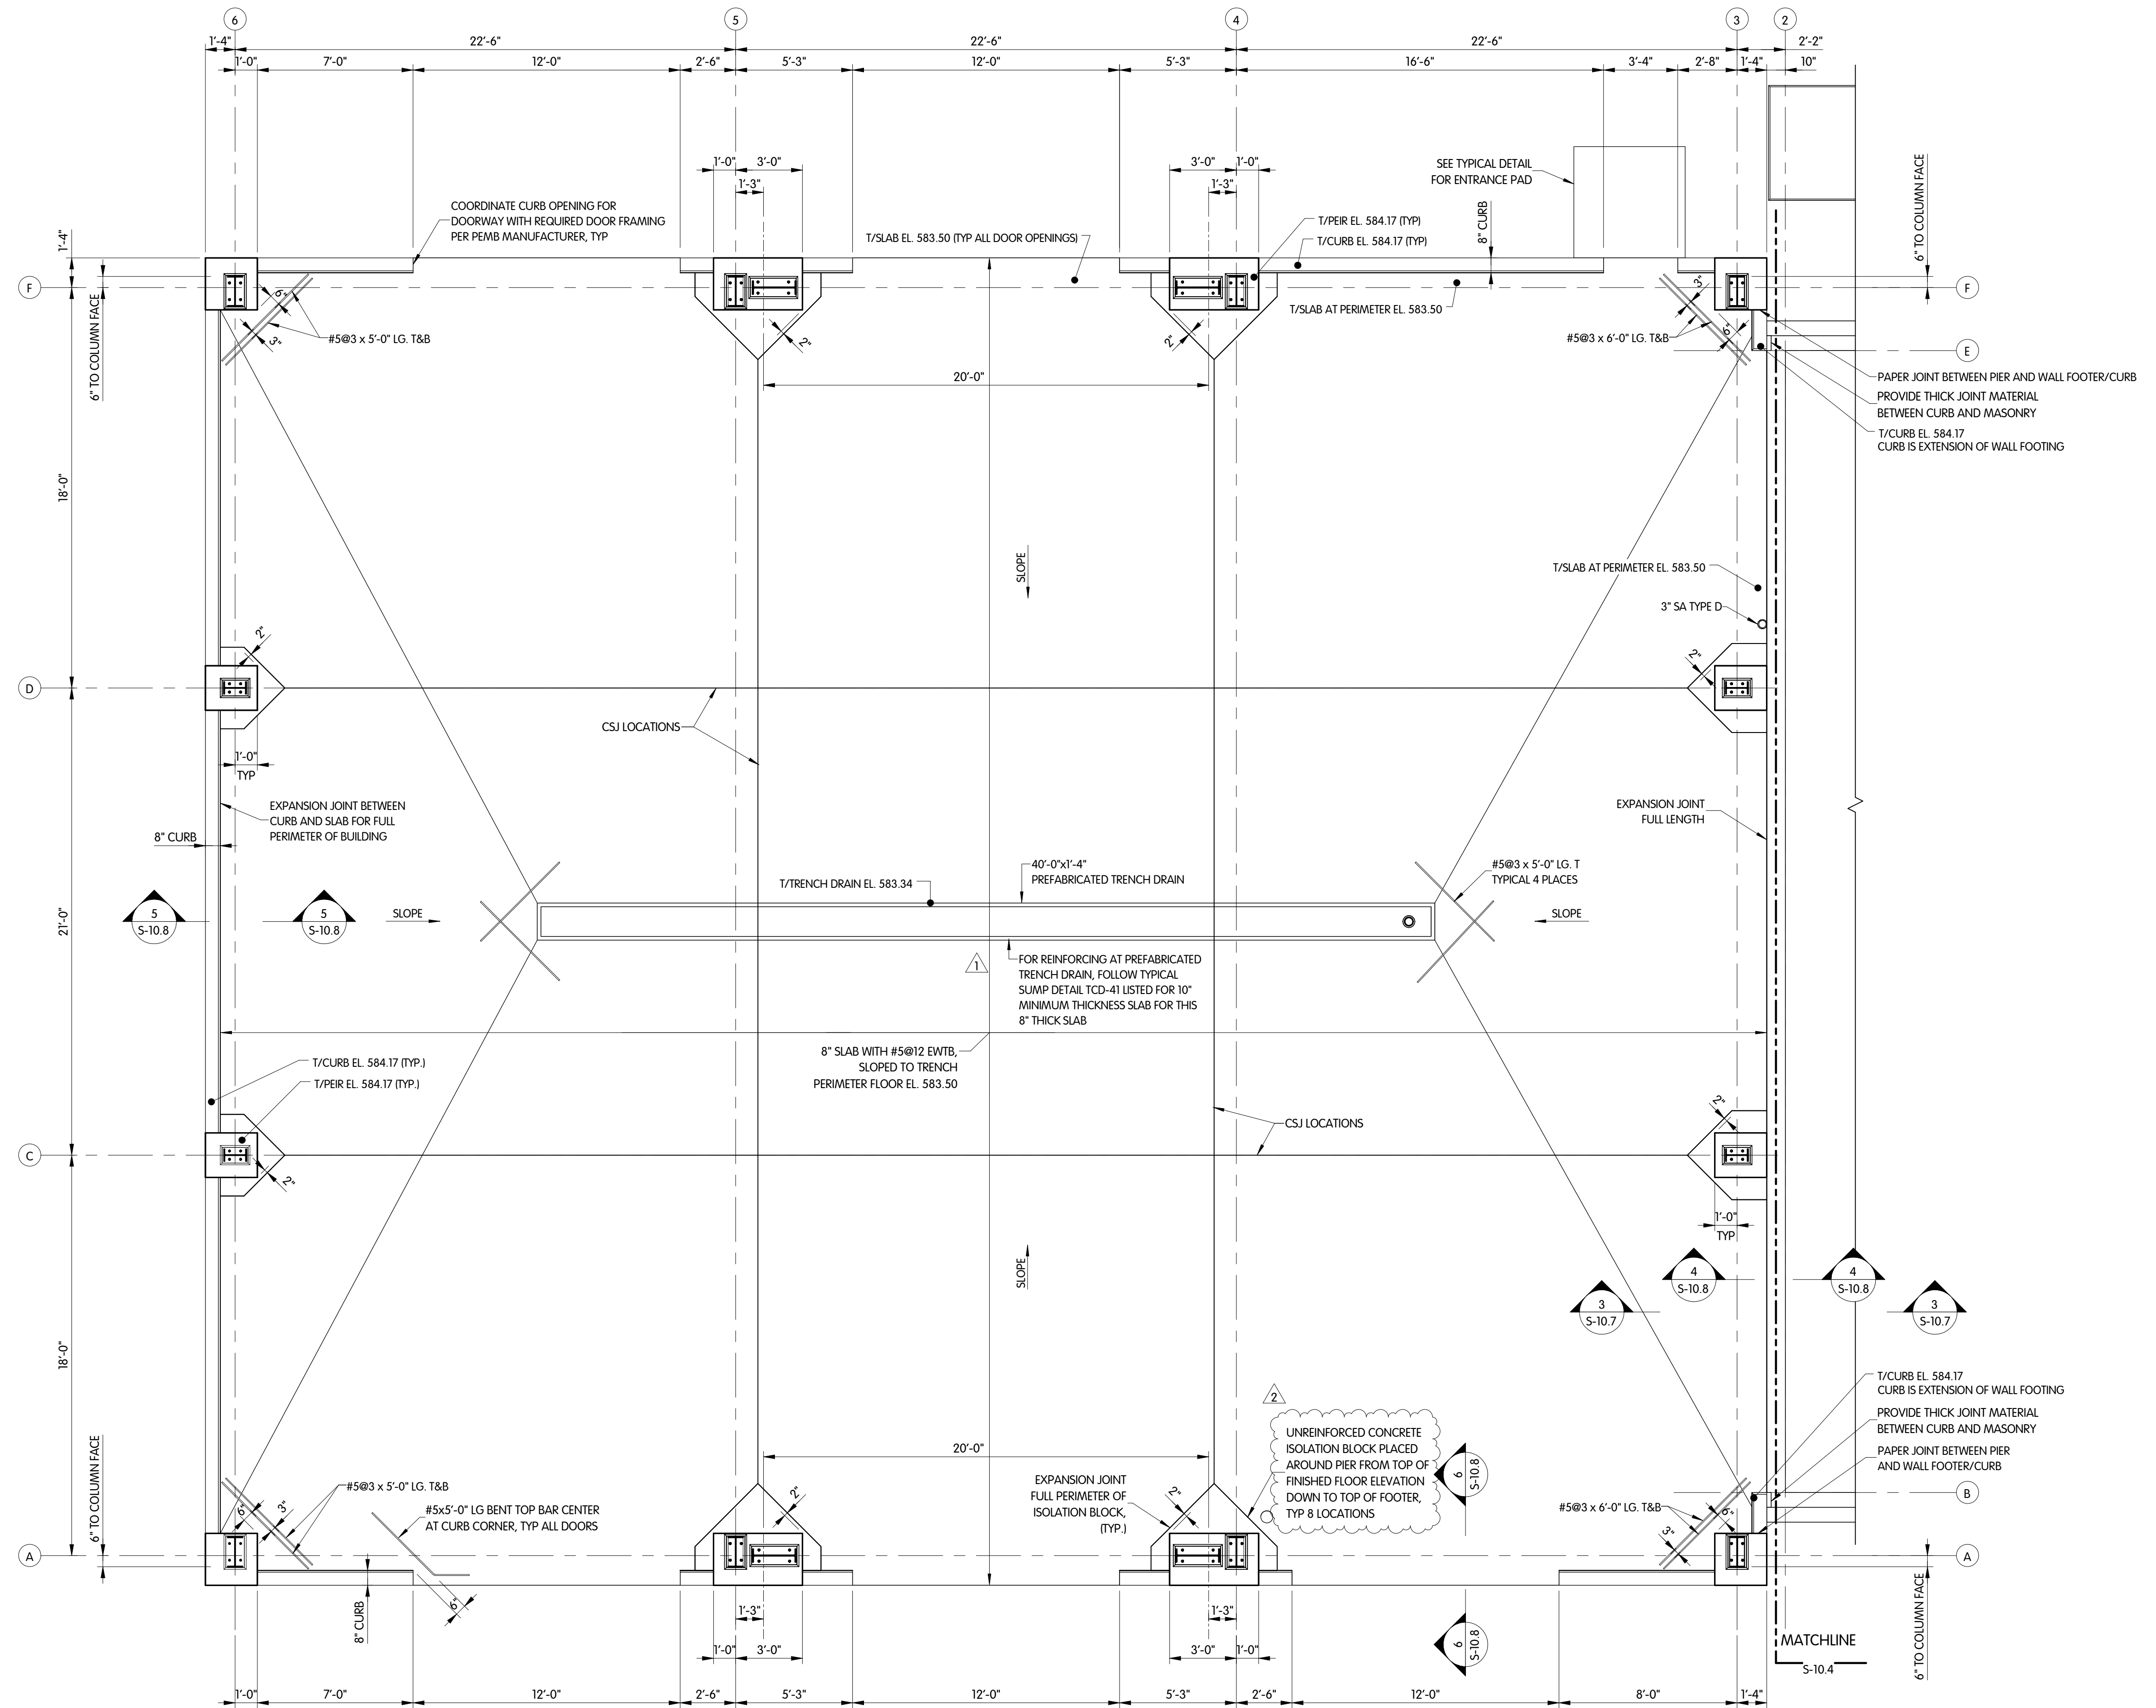 6
5
4
3
2
1'-4"
22'-6"
22'-6"
22'-6"
2'-2"
1'-0"
7'-0"
12'-0"
2'-6"
5'-3"
12'-0"
5'-3"
16'-6"
3'-4"
2'-8"
1'-4"
10"
1'-0"
3'-0"
1'-3"
3'-0"
1'-0"
1'-3"
SEE TYPICAL DETAIL
FOR ENTRANCE PAD
6" TO COLUMN FACE
COORDINATE CURB OPENING FOR
DOORWAY WITH REQUIRED DOOR FRAMING
PER PEMB MANUFACTURER, TYP
T/SLAB EL. 583.50 (TYP ALL DOOR OPENINGS)
T/PEIR EL. 584.17 (TYP)
T/CURB EL. 584.17 (TYP)
8" CURB
1'-4"
F
F
6" TO COLUMN FACE
6"
3"
#5@3 x 5'-0" LG. T&B
2"
2"
T/SLAB AT PERIMETER EL. 583.50
3"
6"
#5@3 x 6'-0" LG. T&B
E
20'-0"
PAPER JOINT BETWEEN PIER AND WALL FOOTER/CURB
PROVIDE THICK JOINT MATERIAL
BETWEEN CURB AND MASONRY
T/CURB EL. 584.17
CURB IS EXTENSION OF WALL FOOTING
18'-0"
SLOPE
T/SLAB AT PERIMETER EL. 583.50
3" SA TYPE D
2"
2"
D
CSJ LOCATIONS
1'-0"
TYP
EXPANSION JOINT BETWEEN
CURB AND SLAB FOR FULL
PERIMETER OF BUILDING
8" CURB
EXPANSION JOINT
FULL LENGTH
40'-0"x1'-4"
PREFABRICATED TRENCH DRAIN
T/TRENCH DRAIN EL. 583.34
#5@3 x 5'-0" LG. T
TYPICAL 4 PLACES
21'-0"
5
S-10.8
5
S-10.8
SLOPE
SLOPE
1
FOR REINFORCING AT PREFABRICATED
TRENCH DRAIN, FOLLOW TYPICAL
SUMP DETAIL TCD-41 LISTED FOR 10"
MINIMUM THICKNESS SLAB FOR THIS
8" THICK SLAB
8" SLAB WITH #5@12 EWTB,
SLOPED TO TRENCH
PERIMETER FLOOR EL. 583.50
T/CURB EL. 584.17 (TYP.)
T/PEIR EL. 584.17 (TYP.)
2"
CSJ LOCATIONS
C
2"
1'-0"
TYP
SLOPE
4
S-10.8
4
S-10.8
3
S-10.7
3
S-10.7
18'-0"
T/CURB EL. 584.17
CURB IS EXTENSION OF WALL FOOTING
PROVIDE THICK JOINT MATERIAL
BETWEEN CURB AND MASONRY
PAPER JOINT BETWEEN PIER
AND WALL FOOTER/CURB
2
UNREINFORCED CONCRETE
ISOLATION BLOCK PLACED
AROUND PIER FROM TOP OF
FINISHED FLOOR ELEVATION
DOWN TO TOP OF FOOTER,
TYP 8 LOCATIONS
6
S-10.8
20'-0"
EXPANSION JOINT
FULL PERIMETER OF
ISOLATION BLOCK,
(TYP.)
2"
2"
6" TO COLUMN FACE
#5@3 x 5'-0" LG. T&B
6"
3"
#5x5'-0" LG BENT TOP BAR CENTER
AT CURB CORNER, TYP ALL DOORS
#5@3 x 6'-0" LG. T&B
6"
3"
B
A
A
6"
8" CURB
1'-3"
1'-0"
3'-0"
1'-3"
3'-0"
1'-0"
6
S-10.8
6" TO COLUMN FACE
MATCHLINE
S-10.4
1'-0"
7'-0"
12'-0"
2'-6"
5'-3"
12'-0"
5'-3"
2'-6"
12'-0"
8'-0"
1'-4"